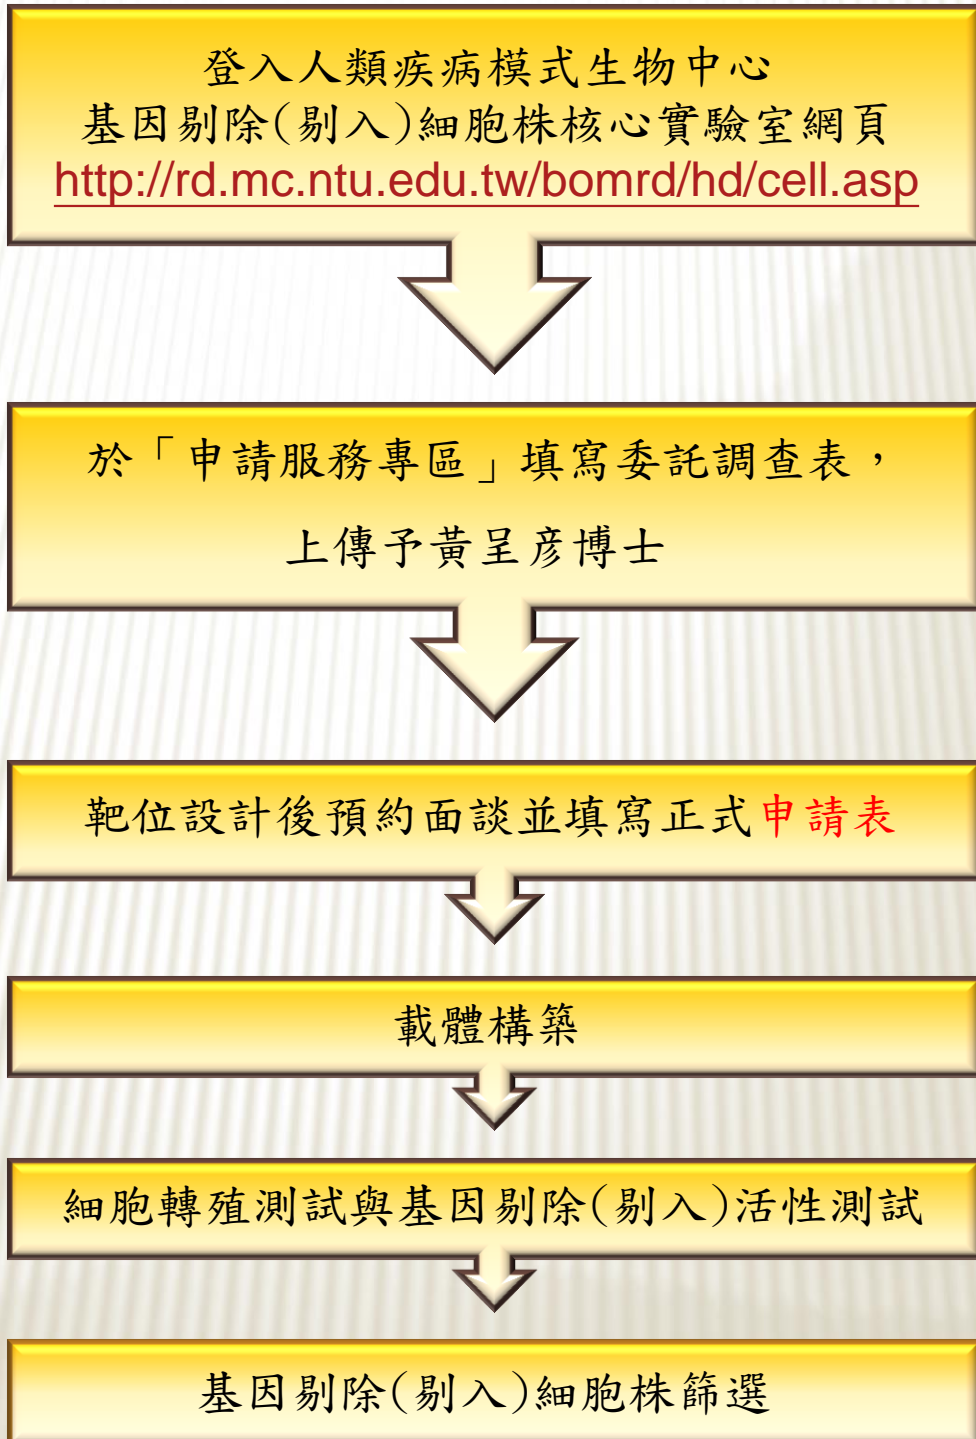 登入人類疾病模式生物中心
基因剔除(剔入)細胞株核心實驗室網頁
http://rd.mc.ntu.edu.tw/bomrd/hd/cell.asp
於「申請服務專區」填寫委託調查表，
上傳予黃呈彥博士
靶位設計後預約面談並填寫正式申請表
載體構築
細胞轉殖測試與基因剔除(剔入)活性測試
基因剔除(剔入)細胞株篩選